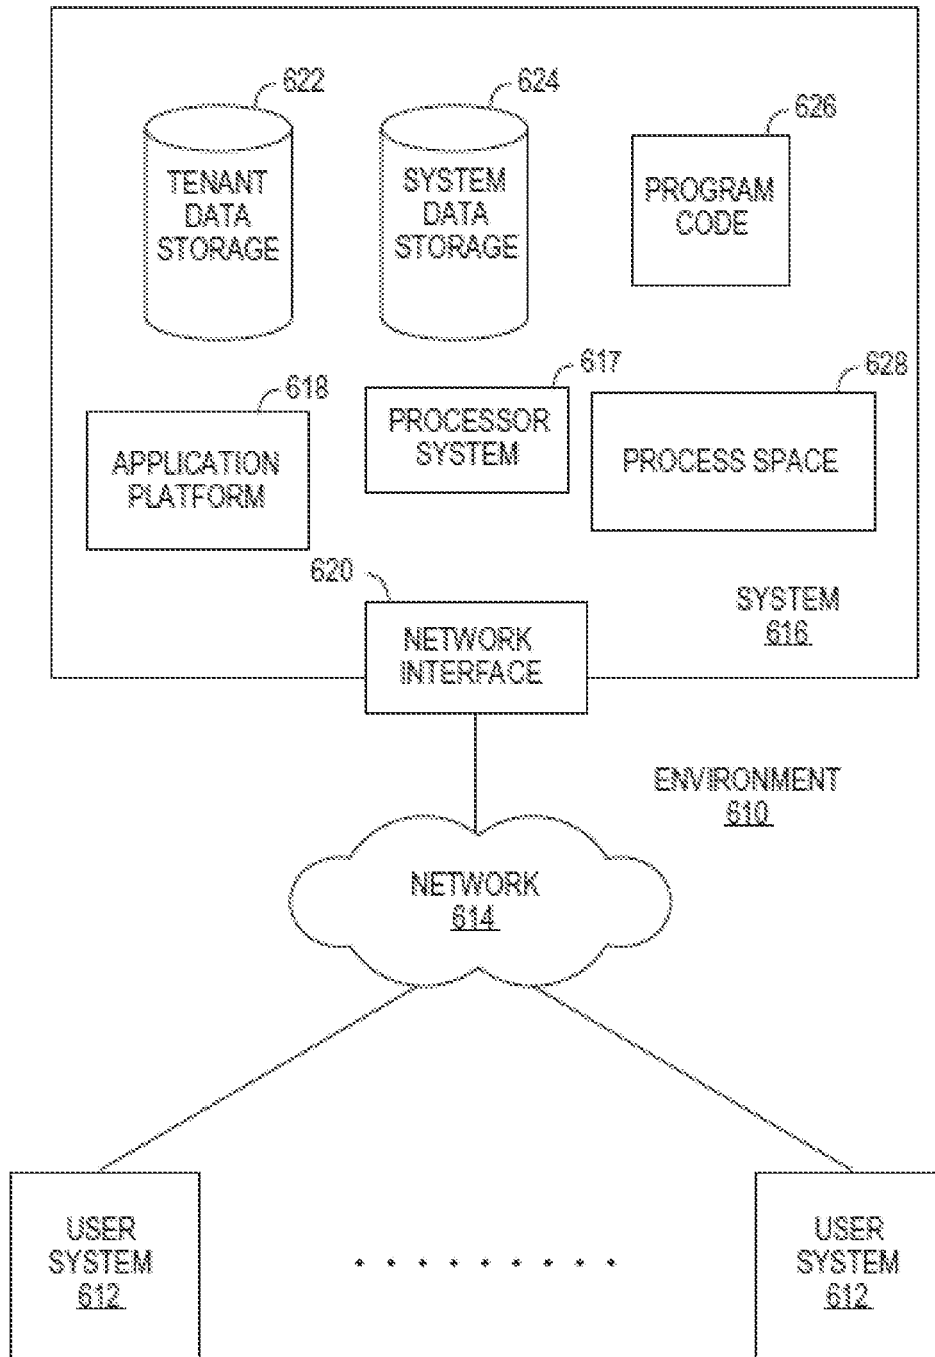 622
TENANT
DATA
STORAGE
624
SYSTEM
DATA
STORAGE
626
PROGRAM
CODE
618
APPLICATION
PLATFORM
617
PROCESSOR
SYSTEM
628
PROCESS SPACE
620
NETWORK
INTERFACE
SYSTEM
616
ENVIRONMENT
610
NETWORK
614
USER
SYSTEM
612
USER
SYSTEM
612